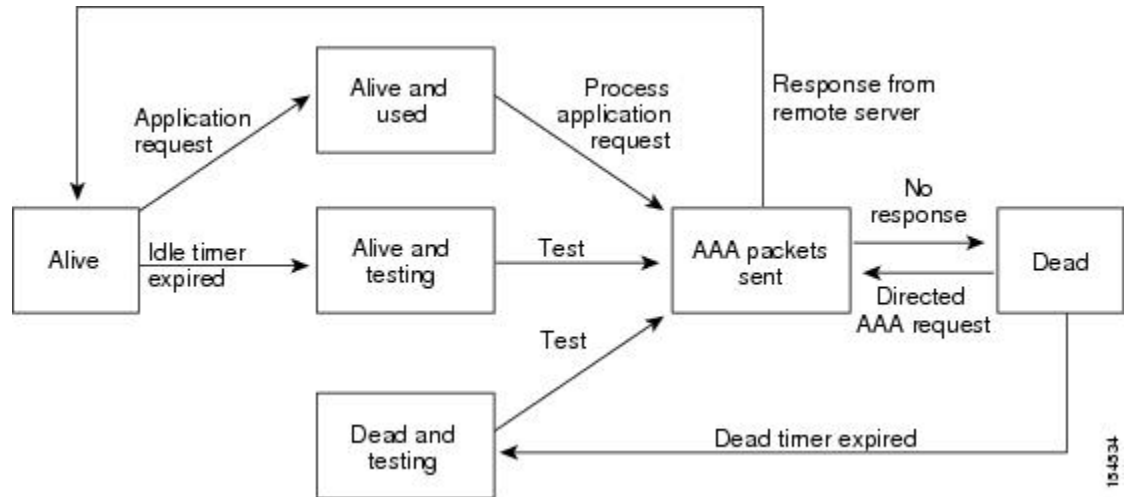 Alive and
used
Process
application
request
Response from
remote server
Application
request
Alive
Idle timer
expired
Alive and
testing
Test
AAA packets
sent
No
response
Dead
Directed
AAA request
Test
Dead and
testing
Dead timer expired
154534